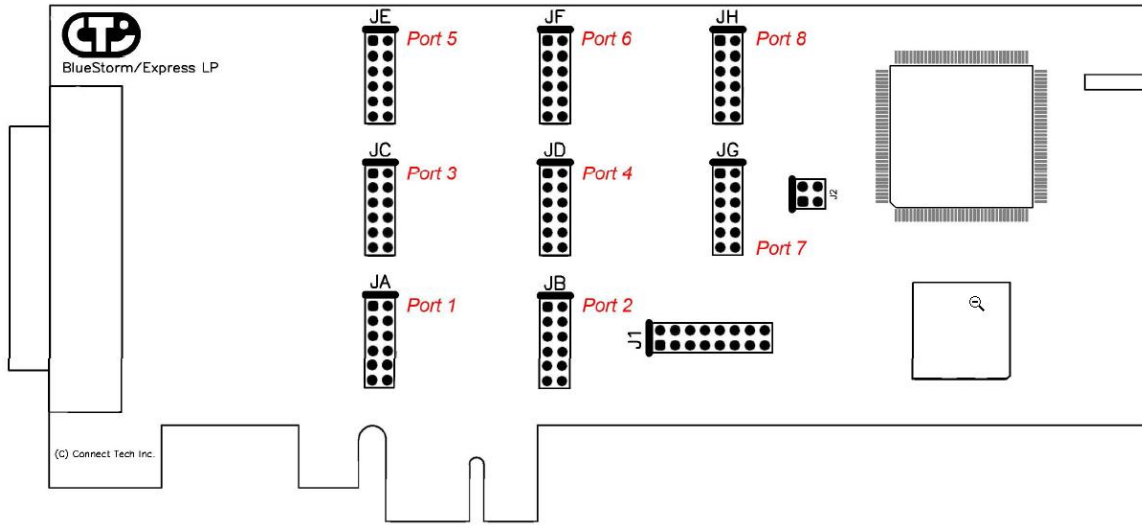 CTi
BlueStorm/Express LP
JE
Port 5
JF
Port 6
JH
Port 8
JC
Port 3
JD
Port 4
JG
Port 7
J2
JA
Port 1
JB
Port 2
J1
(C) Connect Tech Inc.